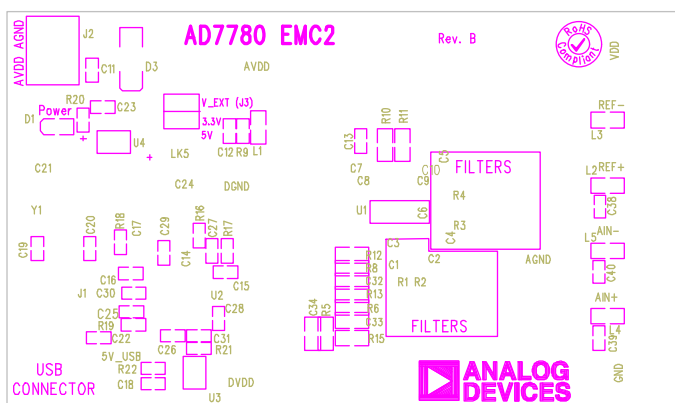 AD7780 EMC2
Rev. B
RoHS Compliant
AVDD AGND
J2
D3
C11
AVDD
VDD
R20
C23
Power
D1
+
U4
+
V_EXT (J3)
3.3V
5V
LK5
C12
R9
L1
C13
R10
R11
REF-
L3
C21
C24
DGND
C7
C8
C10
C9
C5
FILTERS
R4
L2
REF+
C38
Y1
U1
C6
R3
C4
C19
C20
R18
C17
C29
R16
C27
R17
C14
C3
C2
AGND
L5
AIN-
C40
C16
C15
R12
R8
C32
R13
R6
C33
R15
C1
R1
R2
J1
C30
U2
C25
R19
C22
C28
C31
C26
R21
C34
R5
FILTERS
AIN+
L4
C39
USB CONNECTOR
5V_USB
R22
C18
U3
DVDD
ANALOG
DEVICES
GND